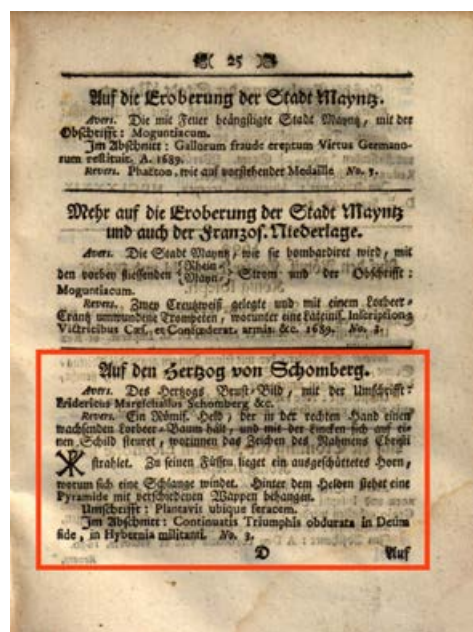 25
Auf die Eroberung der Stadt Mayntz.
Avers. Die mit Feuer beängstigte Stadt Mayntz, mit der
Obschrifft: Moguntiacum.
Im Abschnitt: Gallorum fraude ereptum Virtus Germano-
rum restituit. A. 1689.
Revers. Phaeton, wie auf vorstehender Medaille No.
Mehr auf die Eroberung der Stadt Mayntz
und auch der Franzos. Niederlage.
Avers. Die Stadt Mayntz, wie sie bombardiret wird, mit
den vorbey fliessenden { Rhein- / Mayn- } Strom und der Obschrifft:
Moguntiacum.
Revers. Zwey Creutzweiß gelegte und mit einem Lorbeer-
Crantz umwundene Trompeten, worunter eine Lateinis. Inscription:
Victricibus Cæs. et Confœderat. armis &c. 1689. No. 2.
Auf den Hertzog von Schomberg.
Avers. Des Hertzogs Brust-Bild, mit der Umschrifft:
Fridericus Mareschallus Schomberg &c.
Revers. Ein Römis. Held, der in der rechten Hand einen
wachsenden Lorbeer-Baum hält, und mit der Lincken sich auf ei-
nen Schild steuret, worinnen das Zeichen des Nahmens Christi
strahlet. Zu seinen Füssen lieget ein ausgeschüttetes Horn,
worum sich eine Schlange windet. Hinter dem Helden stehet eine
Pyramide mit verschiedenen Wappen behangen.
Umschrifft: Plantavit ubique feracem.
Im Abschnitt: Continuatis Triumphis obdurata in Deum
fide, in Hybernia militanti. No. 3.
D Auf